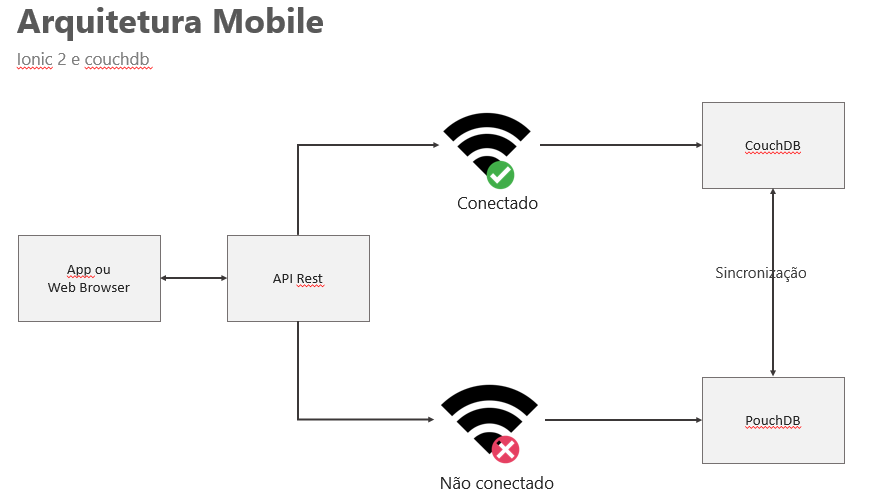 Arquitetura Mobile
Ionic 2 e couchdb
Conectado
CouchDB
App ou
Web Browser
API Rest
Sincronização
Não conectado
PouchDB